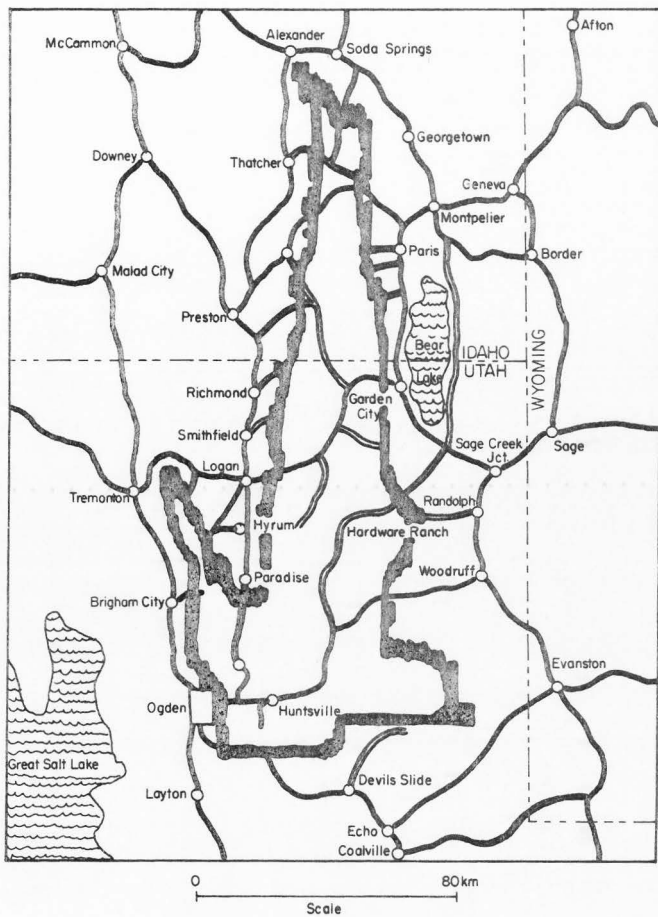 McCammon
Alexander
Soda Springs
Afton
Georgetown
Downey
Thatcher
Geneva
Montpelier
Paris
Border
Malad City
Preston
Bear
Lake
IDAHO
UTAH
WYOMING
Richmond
Garden
City
Smithfield
Sage Creek
Jct.
Sage
Logan
Tremonton
Randolph
Hyrum
Hardware Ranch
Paradise
Woodruff
Brigham City
Evanston
Ogden
Huntsville
Great Salt Lake
Layton
Devils Slide
Echo
Coalville
0
80km
Scale